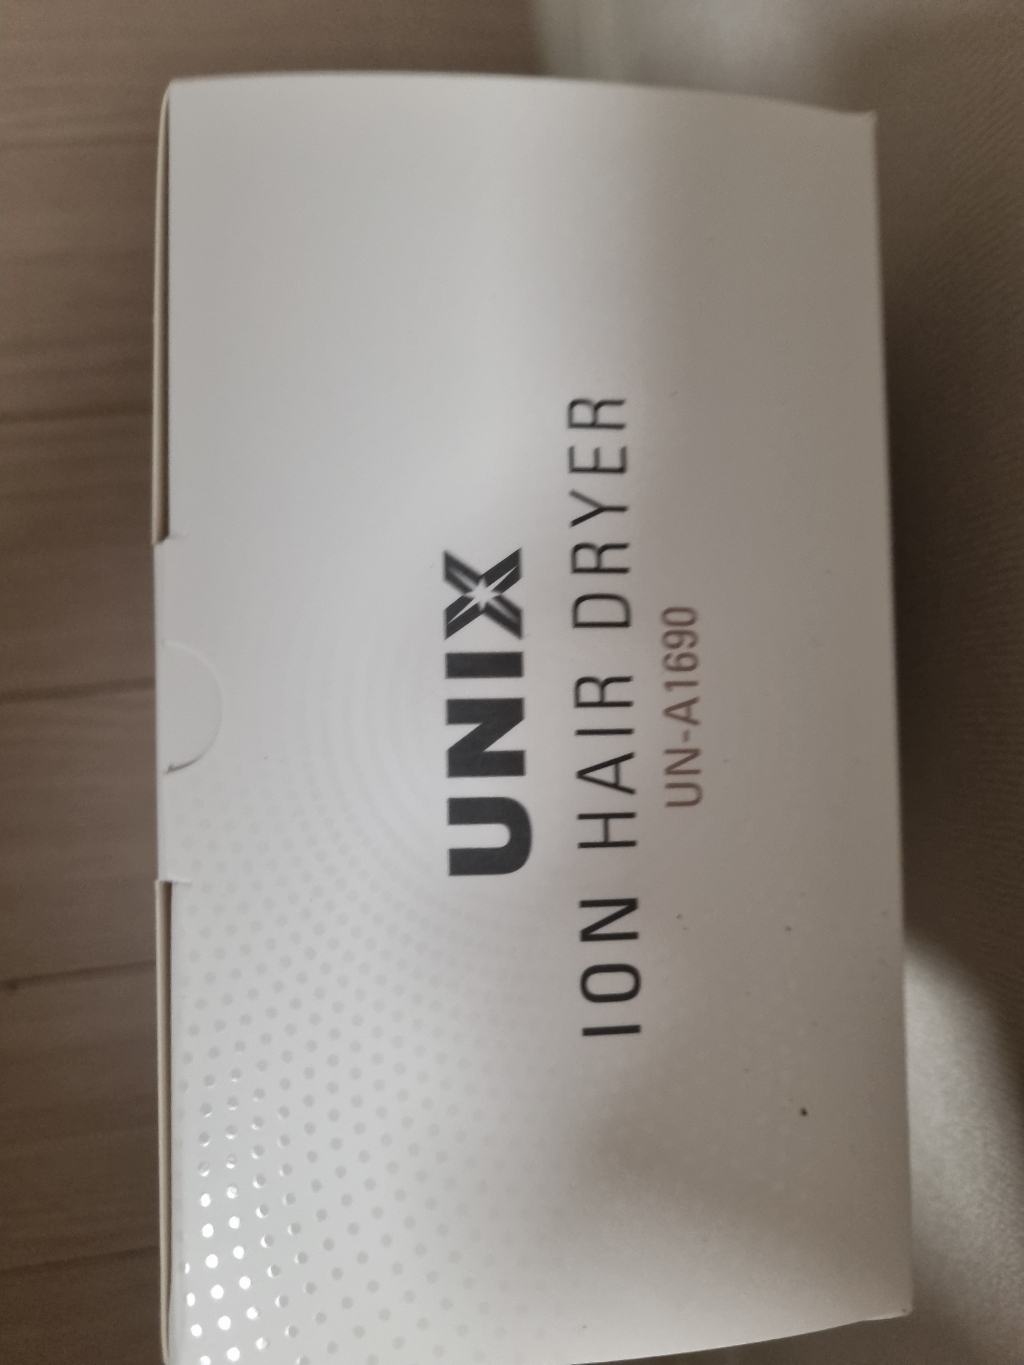 UNIX
ION HAIR DRYER
UN-A1690